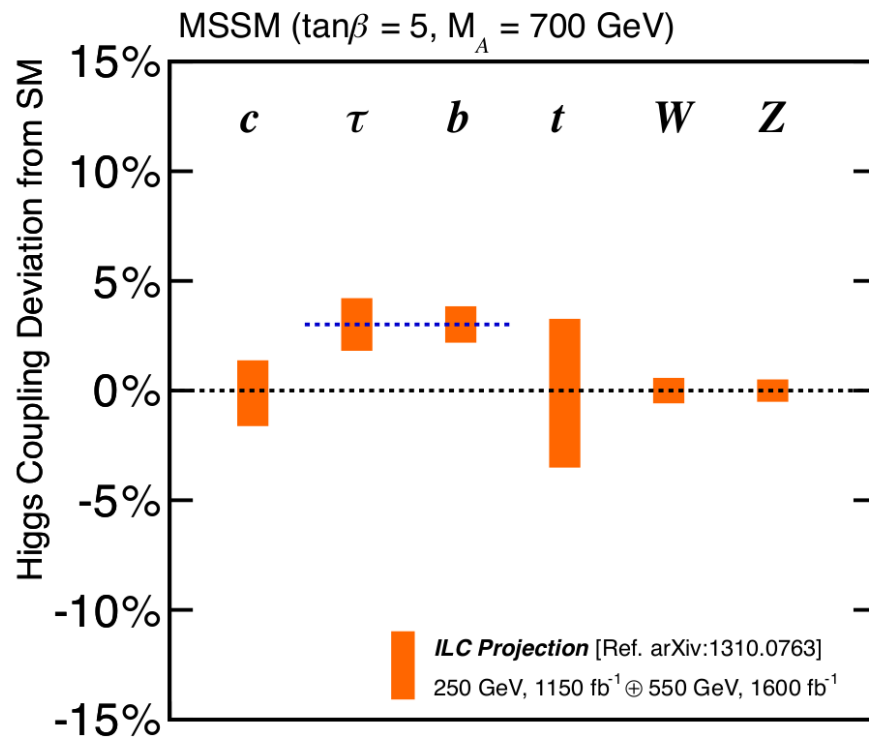 MSSM (tanβ = 5, M_A = 700 GeV)
Higgs Coupling Deviation from SM
15%
10%
5%
0%
-5%
-10%
-15%
c τ b t W Z
ILC Projection [Ref. arXiv:1310.0763]
250 GeV, 1150 fb⁻¹ ⊕ 550 GeV, 1600 fb⁻¹